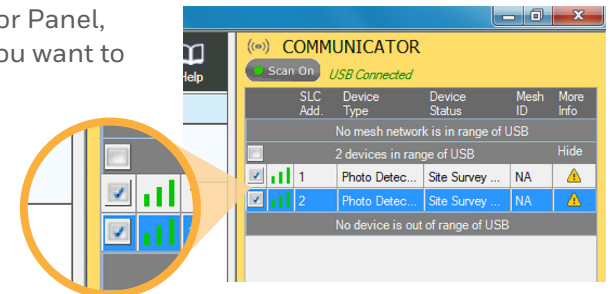 or Panel,
ou want to
Help
COMMUNICATOR
Scan On USB Connected
SLC Add. Device Type Device Status Mesh ID More Info
No mesh network is in range of USB
2 devices in range of USB Hide
1 Photo Detec... Site Survey ... NA
2 Photo Detec... Site Survey ... NA
No device is out of range of USB